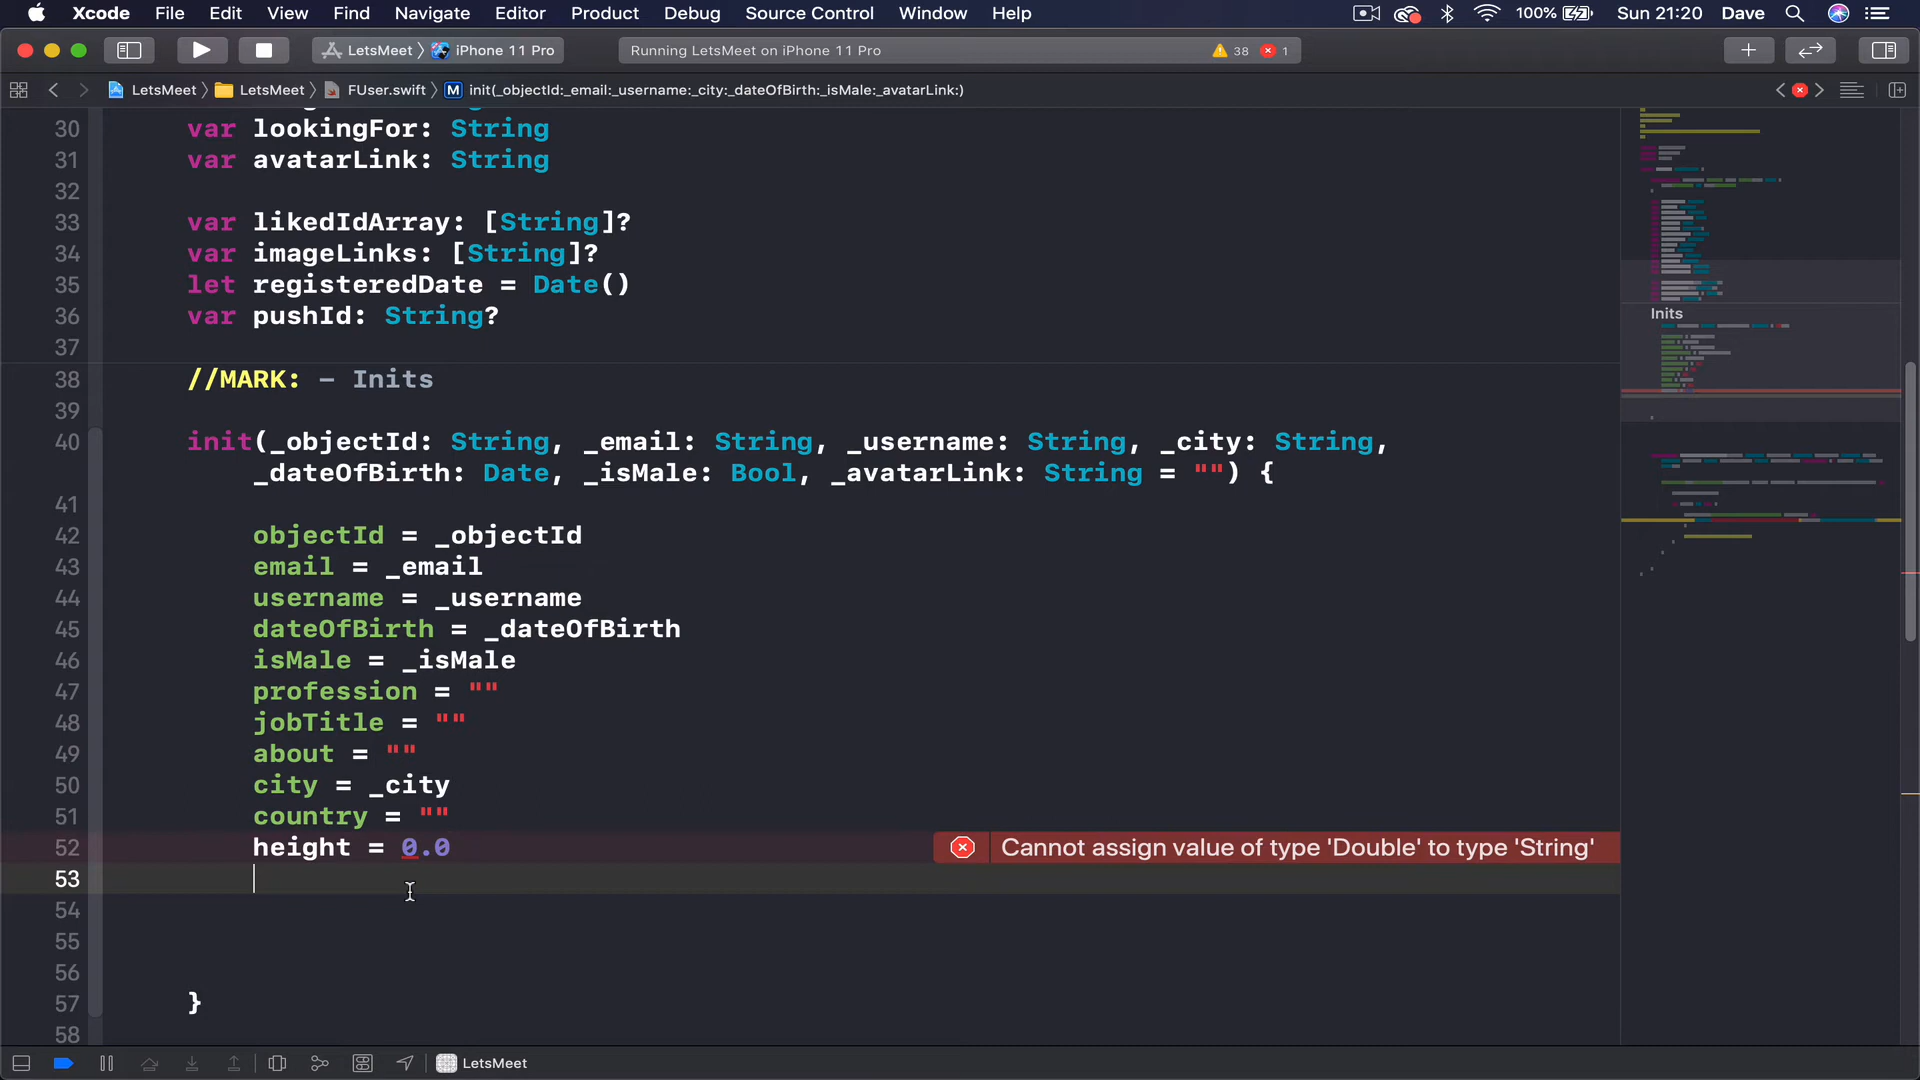 Xcode File Edit View Find Navigate Editor Product Debug Source Control Window Help 100% Sun 21:20 Dave
LetsMeet iPhone 11 Pro Running LetsMeet on iPhone 11 Pro 38 1
LetsMeet LetsMeet FUser.swift M init(_objectId:_email:_username:_city:_dateOfBirth:_isMale:_avatarLink:)
30 var lookingFor: String
31 var avatarLink: String
32
33 var likedIdArray: [String]?
34 var imageLinks: [String]?
35 let registeredDate = Date()
36 var pushId: String?
37
38 //MARK: - Inits
39
40 init(_objectId: String, _email: String, _username: String, _city: String,
_dateOfBirth: Date, _isMale: Bool, _avatarLink: String = "") {
41
42 objectId = _objectId
43 email = _email
44 username = _username
45 dateOfBirth = _dateOfBirth
46 isMale = _isMale
47 profession = ""
48 jobTitle = ""
49 about = ""
50 city = _city
51 country = ""
52 height = 0.0 Cannot assign value of type 'Double' to type 'String'
53
54
55
56
57 }
58
Inits
LetsMeet